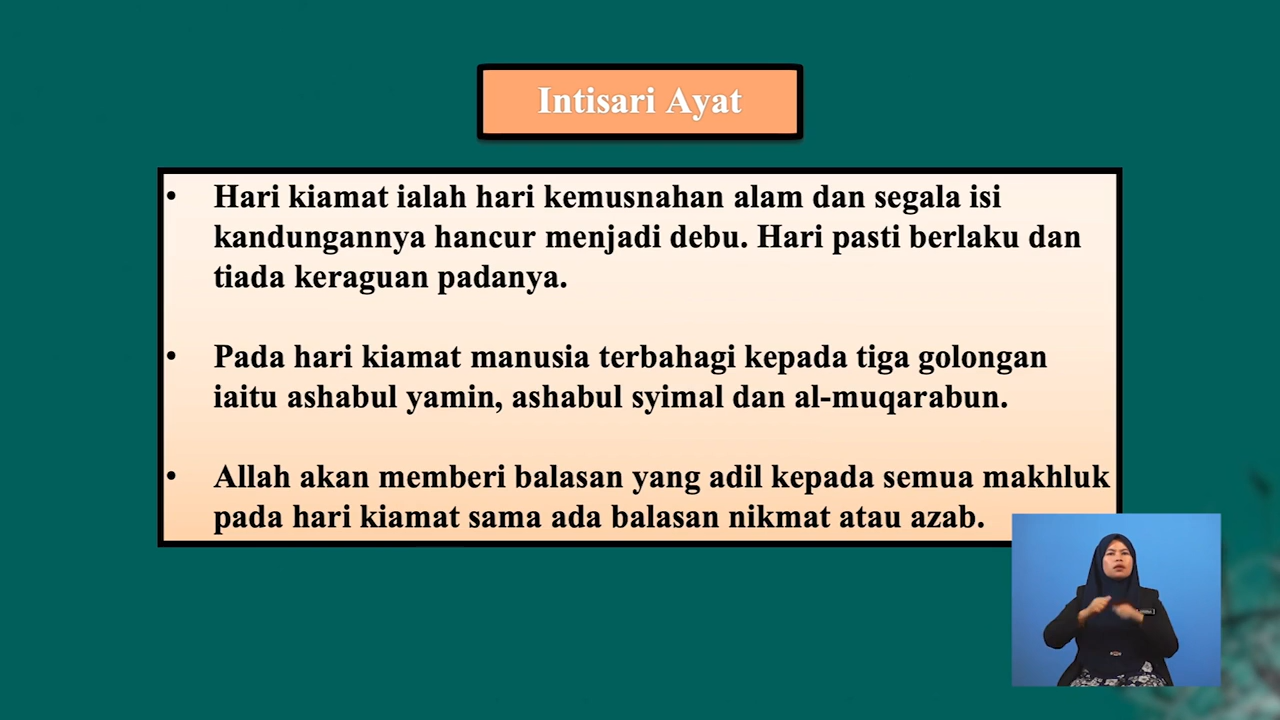 Intisari Ayat
• Hari kiamat ialah hari kemusnahan alam dan segala isi
kandungannya hancur menjadi debu. Hari pasti berlaku dan
tiada keraguan padanya.
• Pada hari kiamat manusia terbahagi kepada tiga golongan
iaitu ashabul yamin, ashabul syimal dan al-muqarabun.
• Allah akan memberi balasan yang adil kepada semua makhluk
pada hari kiamat sama ada balasan nikmat atau azab.